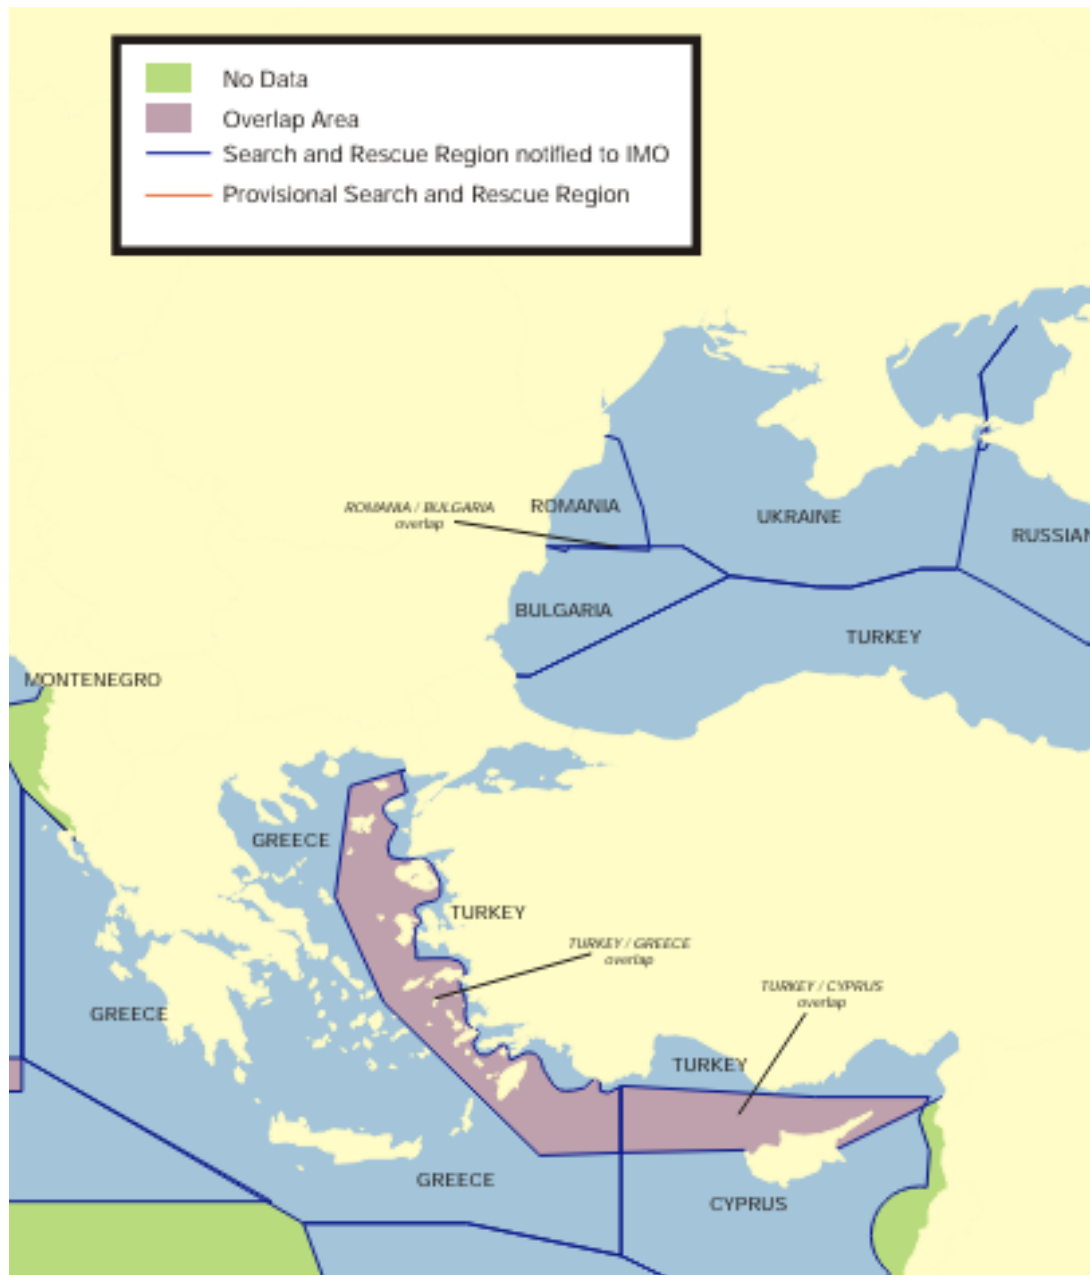 No Data
Overlap Area
Search and Rescue Region notified to IMO
Provisional Search and Rescue Region
ROMANIA / BULGARIA
overlap
ROMANIA
UKRAINE
RUSSIAN
BULGARIA
TURKEY
MONTENEGRO
GREECE
TURKEY
TURKEY / GREECE
overlap
TURKEY / CYPRUS
overlap
GREECE
TURKEY
GREECE
CYPRUS